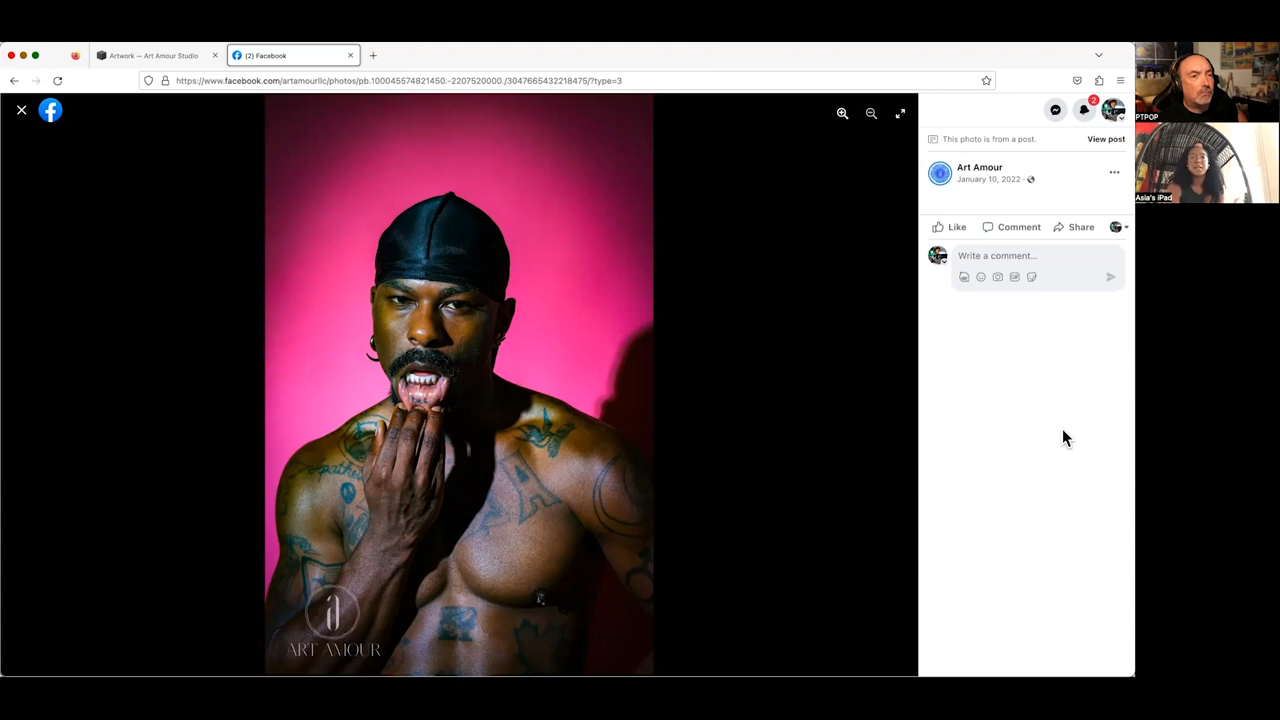 Artwork — Art Amour Studio
(2) Facebook
https://www.facebook.com/artamourllc/photos/pb.100045574821450.-2207520000./3047665432218475/?type=3
2
PTPOP
This photo is from a post.
View post
Art Amour
January 10, 2022
Asia's iPad
Like
Comment
Share
Write a comment...
GIF
ART AMOUR